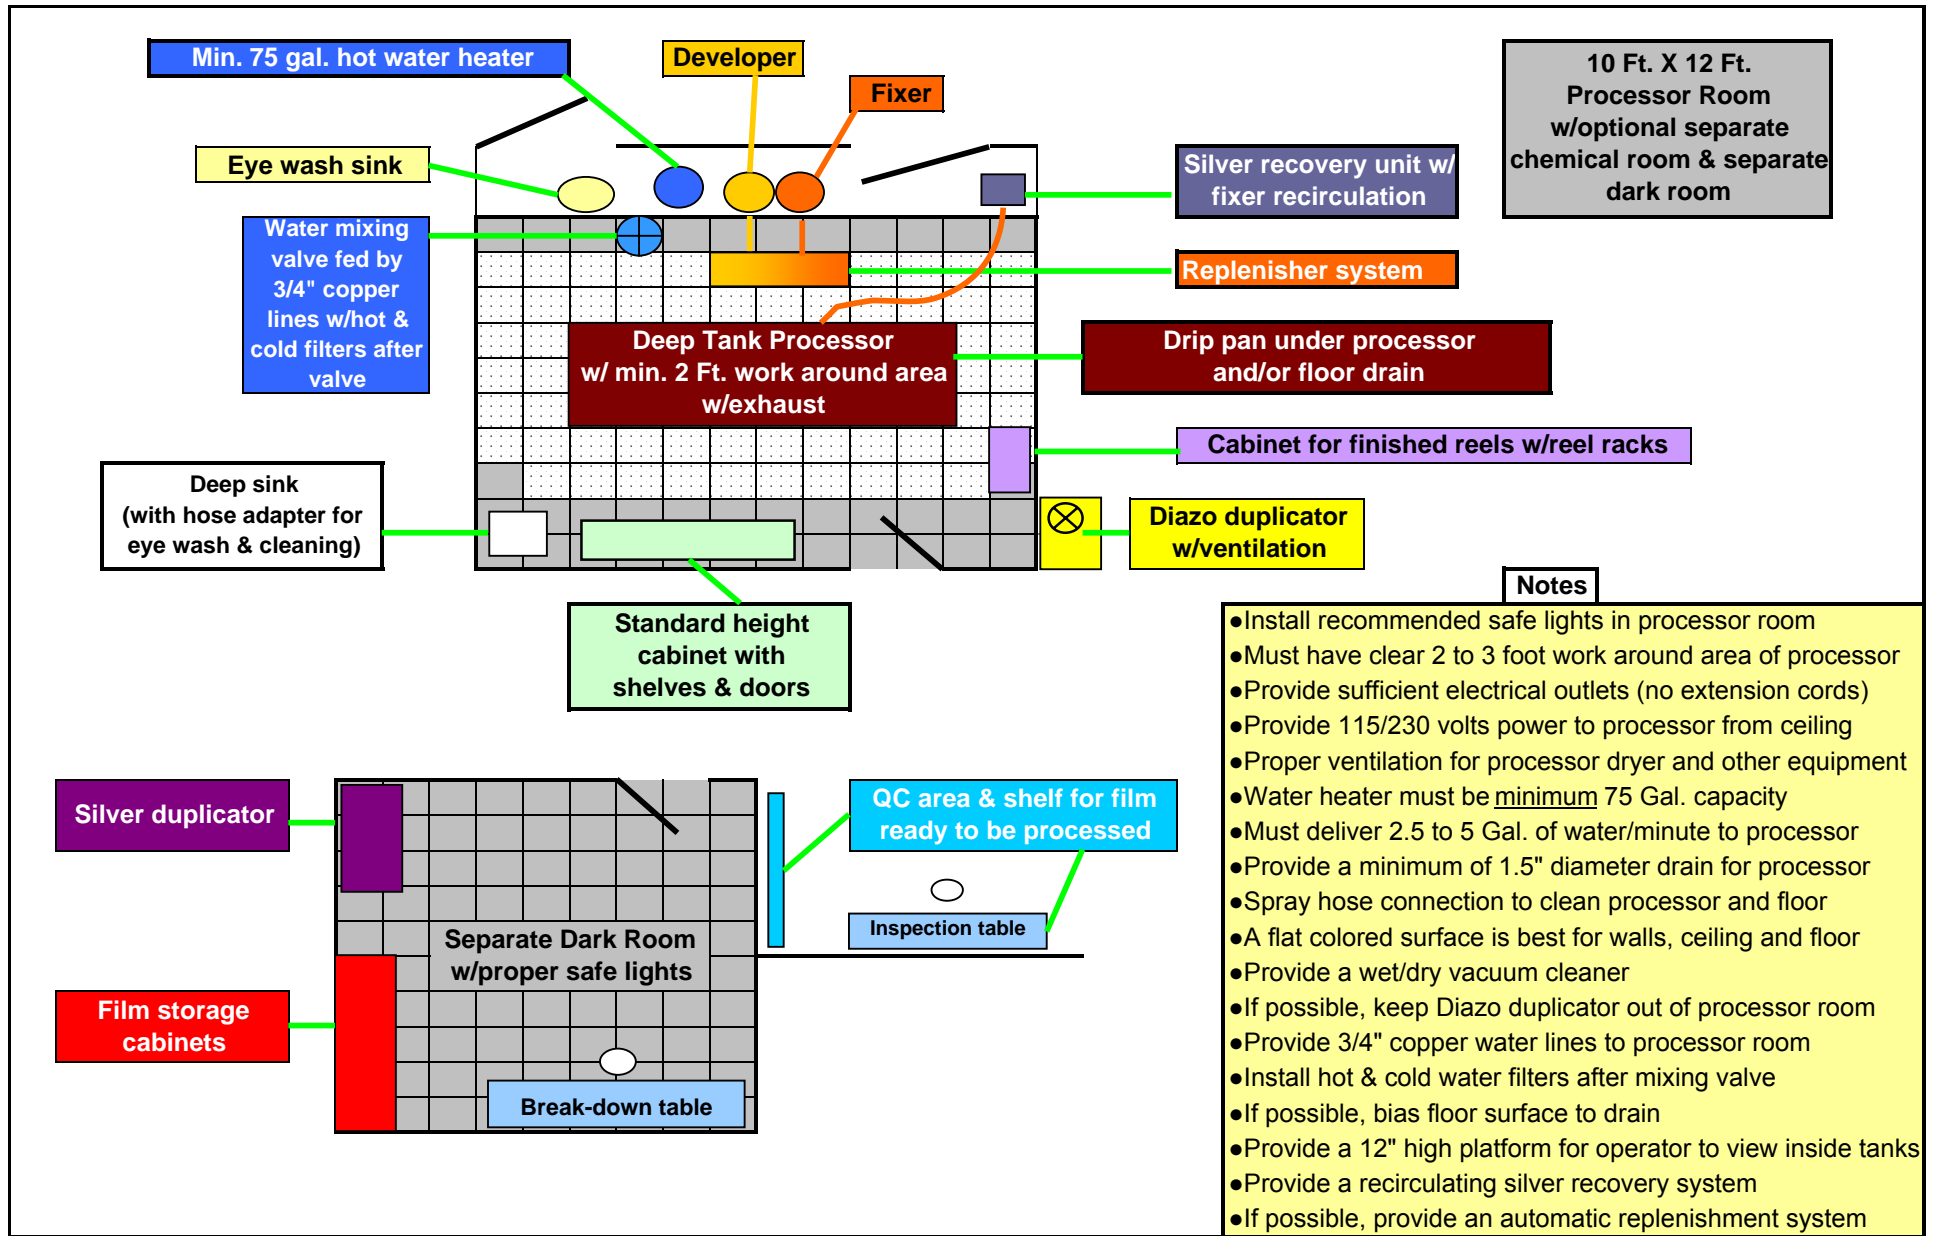 Min. 75 gal. hot water heater
Developer
Fixer
10 Ft. X 12 Ft.
Processor Room
w/optional separate
chemical room & separate
dark room
Eye wash sink
Silver recovery unit w/
fixer recirculation
Water mixing
valve fed by
3/4" copper
lines w/hot &
cold filters after
valve
Replenisher system
Deep Tank Processor
w/ min. 2 Ft. work around area
w/exhaust
Drip pan under processor
and/or floor drain
Cabinet for finished reels w/reel racks
Deep sink
(with hose adapter for
eye wash & cleaning)
Diazo duplicator
w/ventilation
Standard height
cabinet with
shelves & doors
Notes
●Install recommended safe lights in processor room
●Must have clear 2 to 3 foot work around area of processor
●Provide sufficient electrical outlets (no extension cords)
●Provide 115/230 volts power to processor from ceiling
●Proper ventilation for processor dryer and other equipment
●Water heater must be minimum 75 Gal. capacity
●Must deliver 2.5 to 5 Gal. of water/minute to processor
●Provide a minimum of 1.5" diameter drain for processor
●Spray hose connection to clean processor and floor
●A flat colored surface is best for walls, ceiling and floor
●Provide a wet/dry vacuum cleaner
●If possible, keep Diazo duplicator out of processor room
●Provide 3/4" copper water lines to processor room
●Install hot & cold water filters after mixing valve
●If possible, bias floor surface to drain
●Provide a 12" high platform for operator to view inside tanks
●Provide a recirculating silver recovery system
●If possible, provide an automatic replenishment system
Silver duplicator
QC area & shelf for film
ready to be processed
Inspection table
Separate Dark Room
w/proper safe lights
Film storage
cabinets
Break-down table